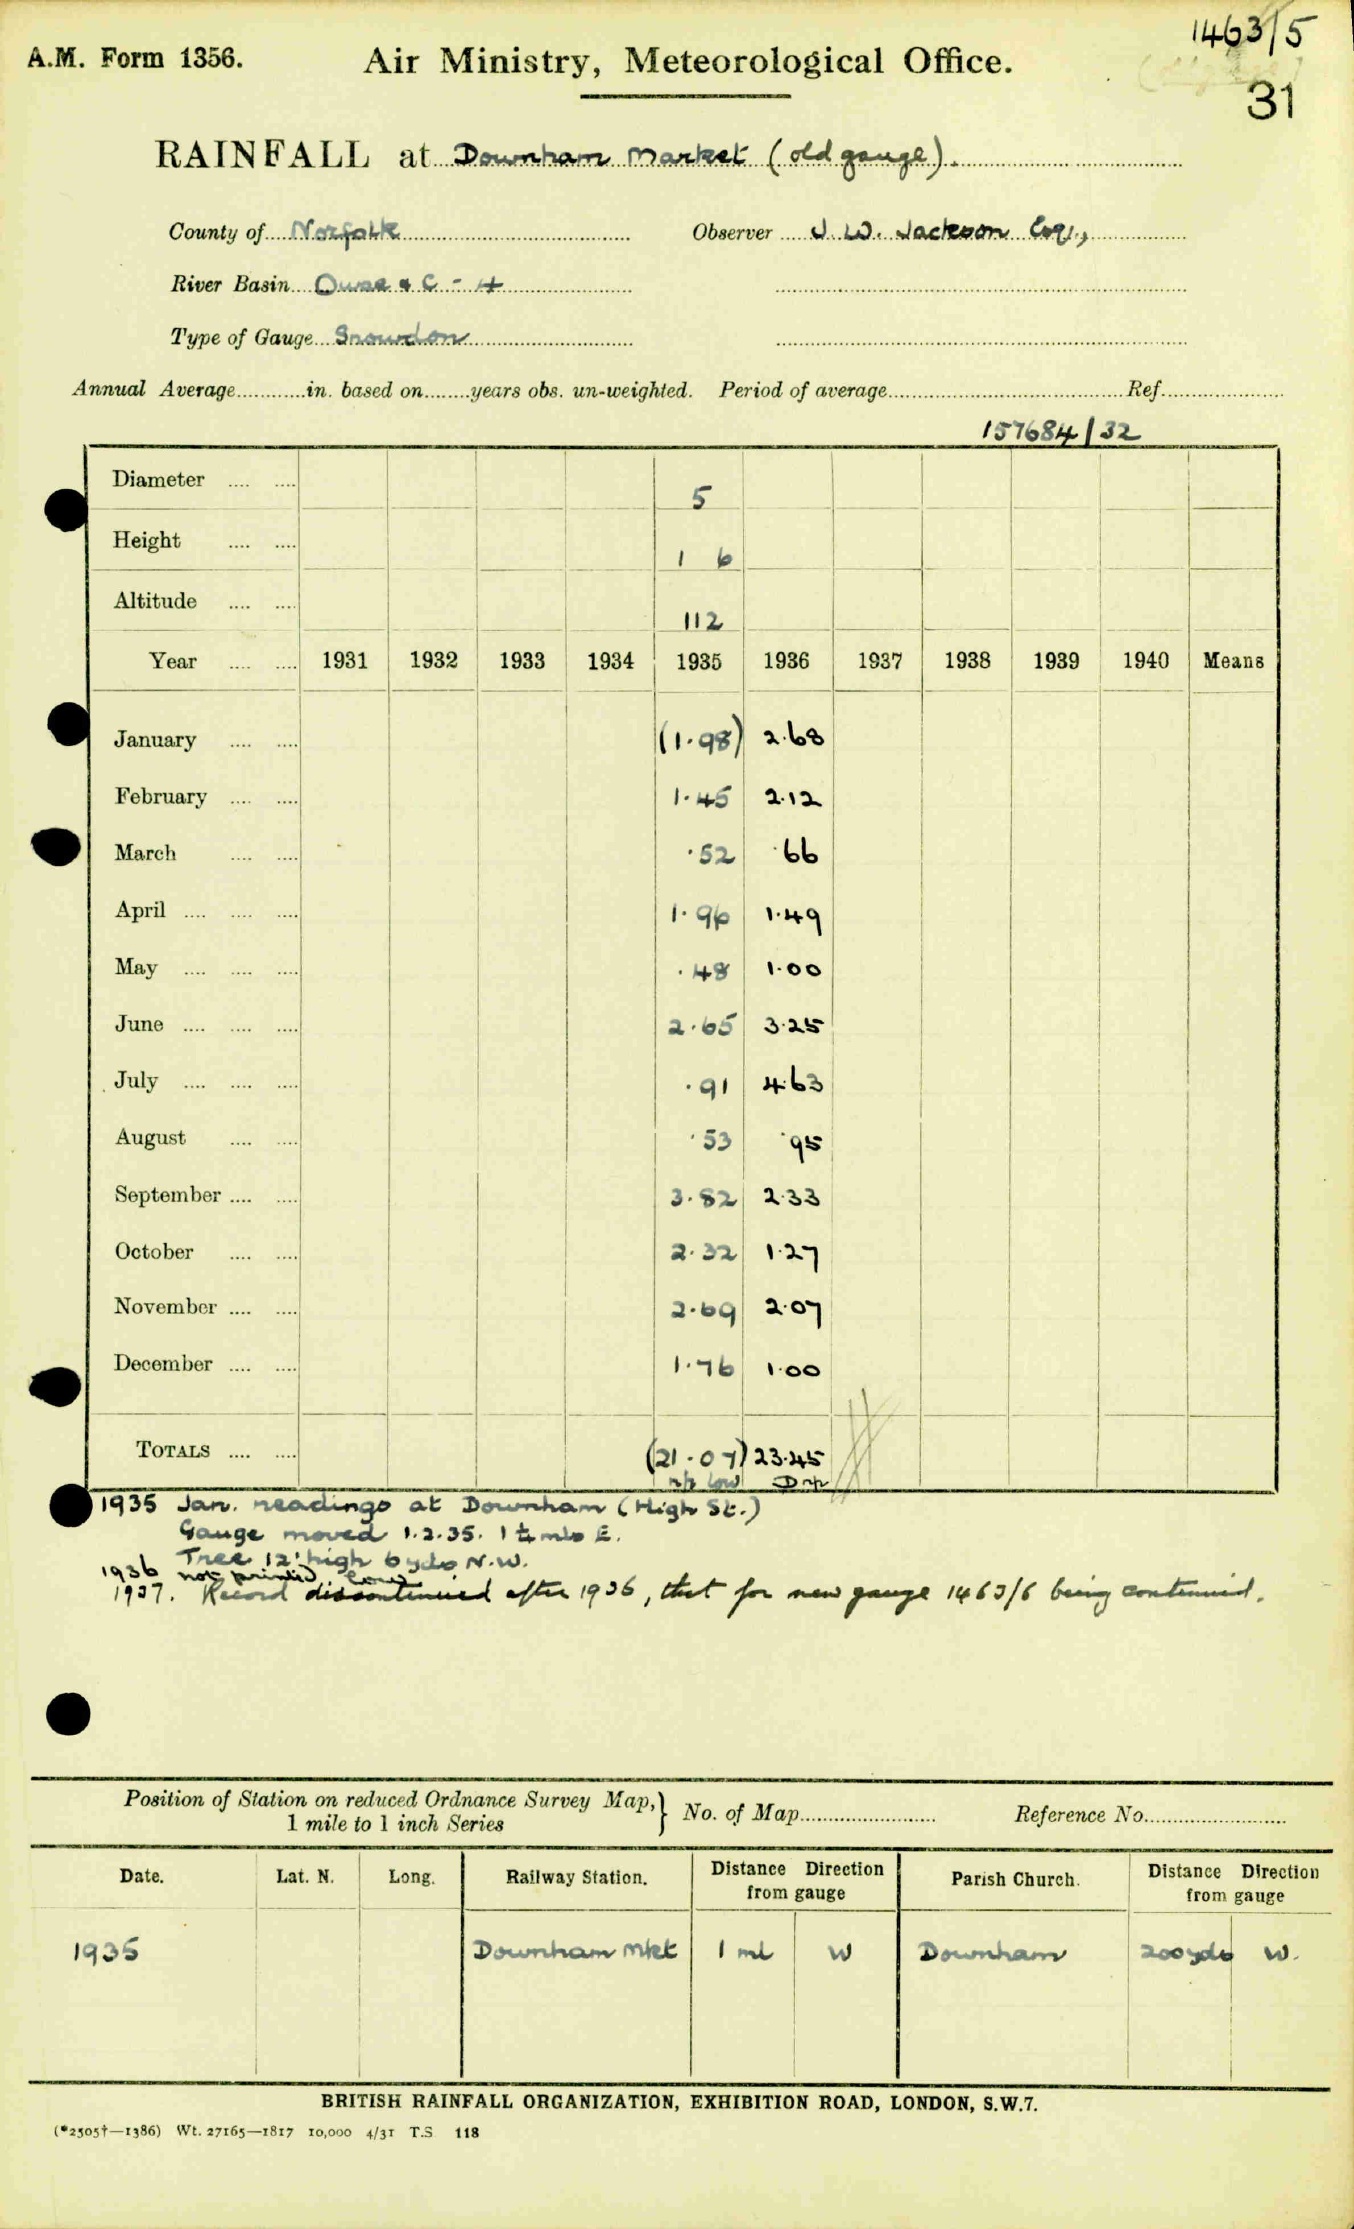 1463/5
A.M. Form 1356. Air Ministry, Meteorological Office.
31
RAINFALL at Downham Market (old gauge).
County of Norfolk Observer J. W. Jackson Esq.,
River Basin Ouse & C - 4
Type of Gauge Snowdon
Annual Average............in. based on........years obs. un-weighted. Period of average.................... Ref....................
157684/32
Diameter .... .... 5
Height .... .... 1 6
Altitude .... .... 112
Year .... .... 1931 1932 1933 1934 1935 1936 1937 1938 1939 1940 Means
January .... .... (1.98) 2.68
February .... .... 1.45 2.12
March .... .... .52 .66
April .... .... .... 1.96 1.49
May .... .... .... .48 1.00
June .... .... .... 2.65 3.25
July .... .... .... .91 4.63
August .... .... .53 .95
September .... .... 3.82 2.33
October .... .... 2.32 1.27
November .... .... 2.69 2.07
December .... .... 1.76 1.00
TOTALS .... .... (21.07) 23.45
n/p low D n/p
1935 Jan. readings at Downham (High St.)
Gauge moved 1.2.35. 1¼ mls E.
Tree 12' high 6 yds N.W.
1936 not printed low
1937. Record discontinued after 1936, that for new gauge 1463/6 being continued.
Position of Station on reduced Ordnance Survey Map, } No. of Map.................... Reference No....................
1 mile to 1 inch Series
Date. Lat. N. Long. Railway Station. Distance Direction from gauge Parish Church. Distance Direction from gauge
1935 Downham Mkt 1 ml W Downham 200 yds W.
BRITISH RAINFALL ORGANIZATION, EXHIBITION ROAD, LONDON, S.W.7.
(*2505†—1386) Wt. 27165—1817 10,000 4/31 T.S 118